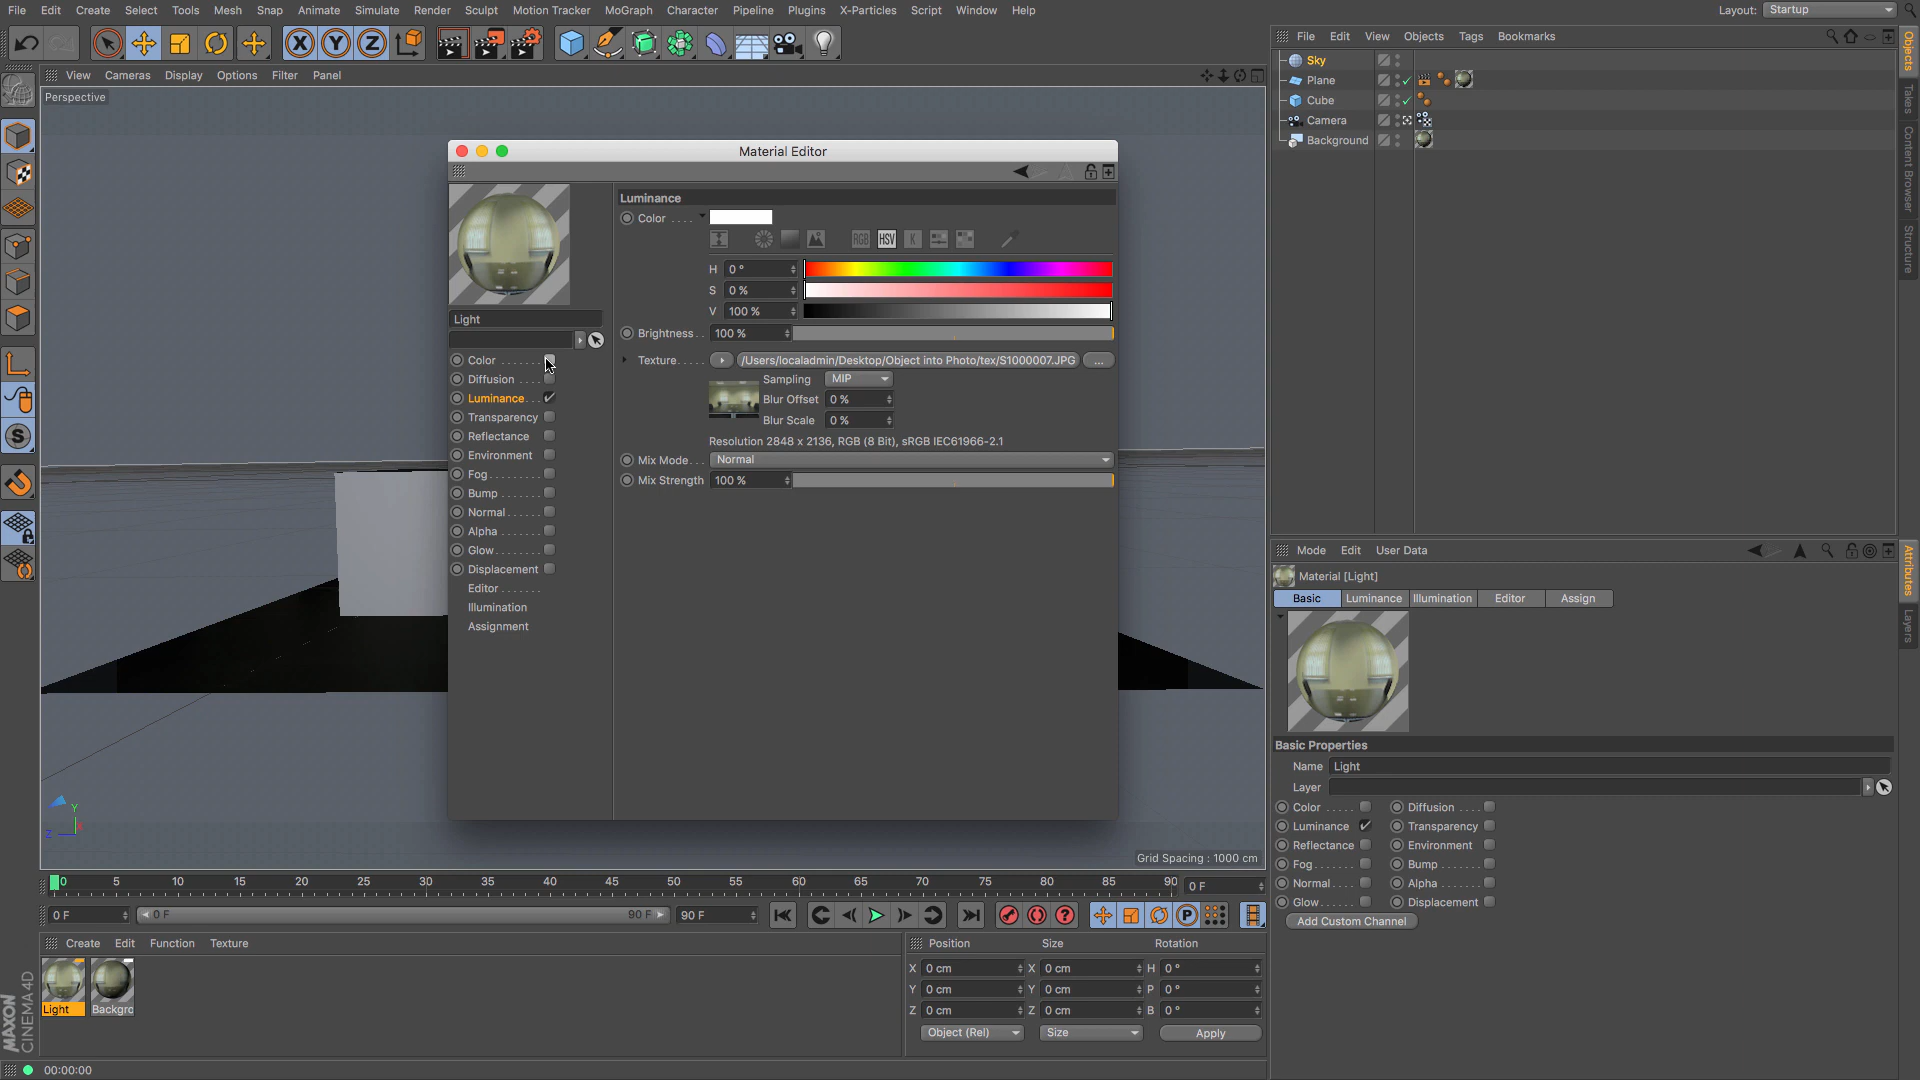 File Edit Create Select Tools Mesh Snap Animate Simulate Render Sculpt Motion Tracker MoGraph Character Pipeline Plugins X-Particles Script Window Help Layout: Startup
File Edit View Objects Tags Bookmarks
View Cameras Display Options Filter Panel
Perspective
Sky
Plane
Cube
Camera
Background
Objects
Takes
Content Browser
Structure
Material Editor
Luminance
Color
RGB HSV K
H 0 °
S 0 %
V 100 %
Brightness 100 %
Texture /Users/localadmin/Desktop/Object into Photo/tex/S1000007.JPG ...
Sampling MIP
Blur Offset 0 %
Blur Scale 0 %
Resolution 2848 x 2136, RGB (8 Bit), sRGB IEC61966-2.1
Mix Mode Normal
Mix Strength 100 %
Light
Color
Diffusion
Luminance
Transparency
Reflectance
Environment
Fog
Bump
Normal
Alpha
Glow
Displacement
Editor
Illumination
Assignment
Y
Z
X
Grid Spacing : 1000 cm
Mode Edit User Data
Material [Light]
Basic Luminance Illumination Editor Assign
Attributes
Layers
Basic Properties
Name Light
Layer
Color Diffusion
Luminance Transparency
Reflectance Environment
Fog Bump
Normal Alpha
Glow Displacement
Add Custom Channel
0 5 10 15 20 25 30 35 40 45 50 55 60 65 70 75 80 85 90 0 F
0 F 0 F 90 F 90 F
P
Create Edit Function Texture
Light Backgro
Position Size Rotation
X 0 cm X 0 cm H 0 °
Y 0 cm Y 0 cm P 0 °
Z 0 cm Z 0 cm B 0 °
Object (Rel) Size Apply
MAXON
CINEMA 4D
00:00:00